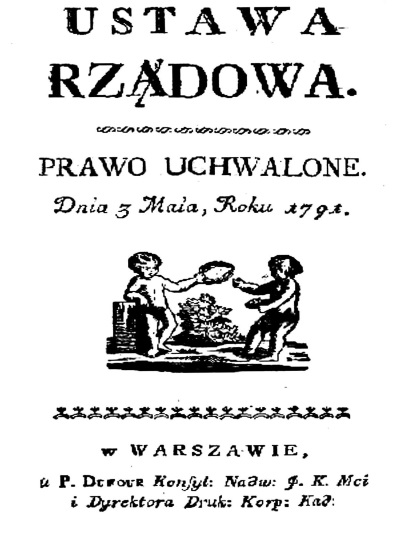 USTAWA
RZĄDOWA.
PRAWO UCHWALONE.
Dnia 3 Maia, Roku 1791.
w WARSZAWIE,
u P. DUFOUR Konsyl: Nadw: J. K. Mci
i Dyrektora Druk: Korp: Kad: